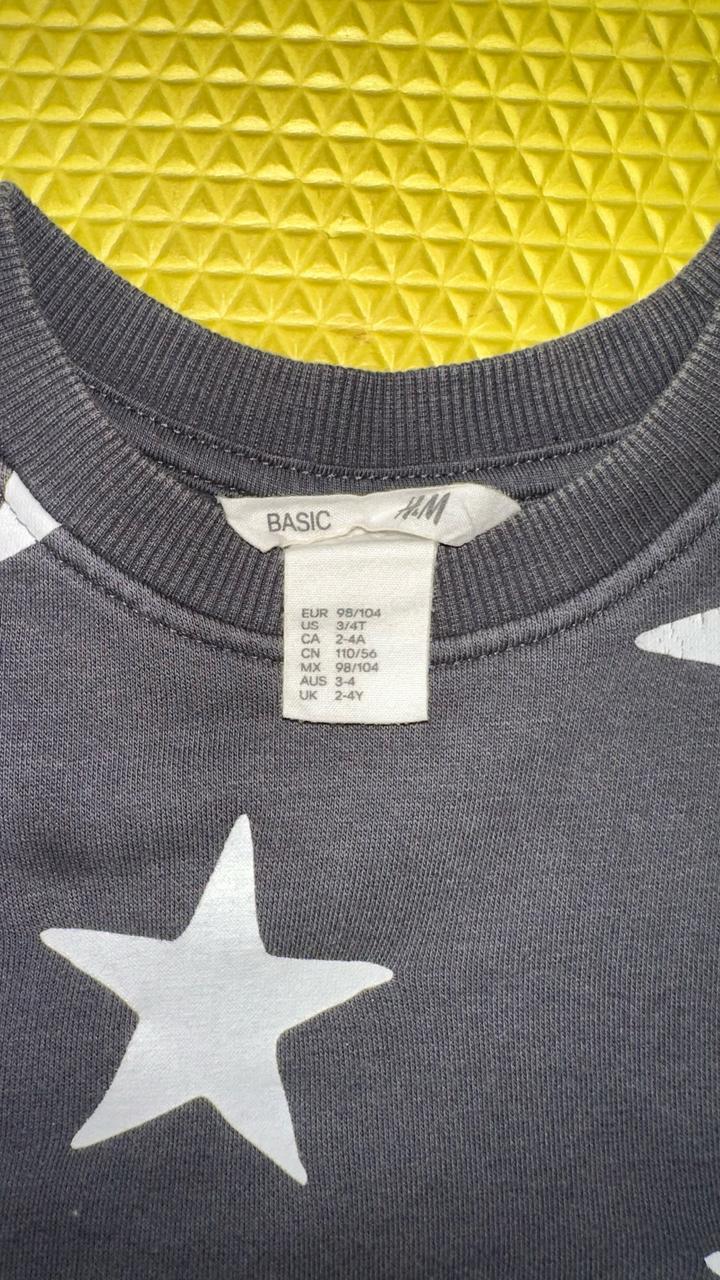 BASIC H&M
EUR 98/104
US 3/4T
CA 2-4A
CN 110/56
MX 98/104
AUS 3-4
UK 2-4Y